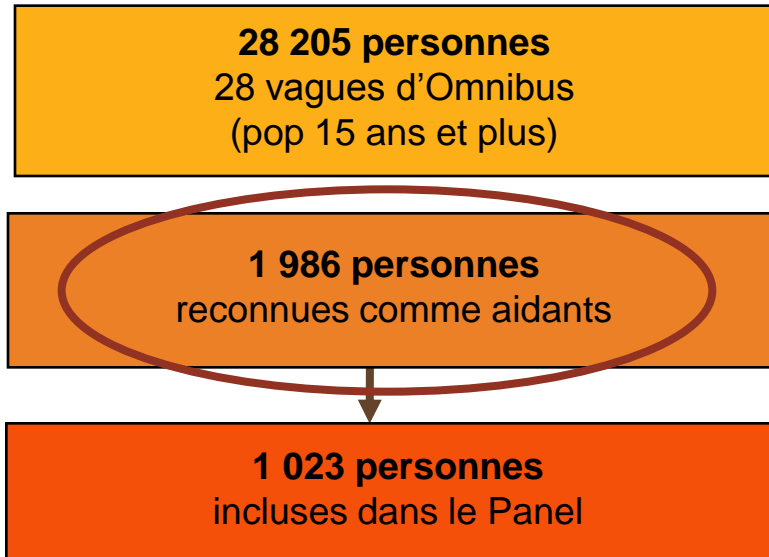 28 205 personnes
28 vagues d'Omnibus
(pop 15 ans et plus)
1 986 personnes
reconnues comme aidants
1 023 personnes
incluses dans le Panel